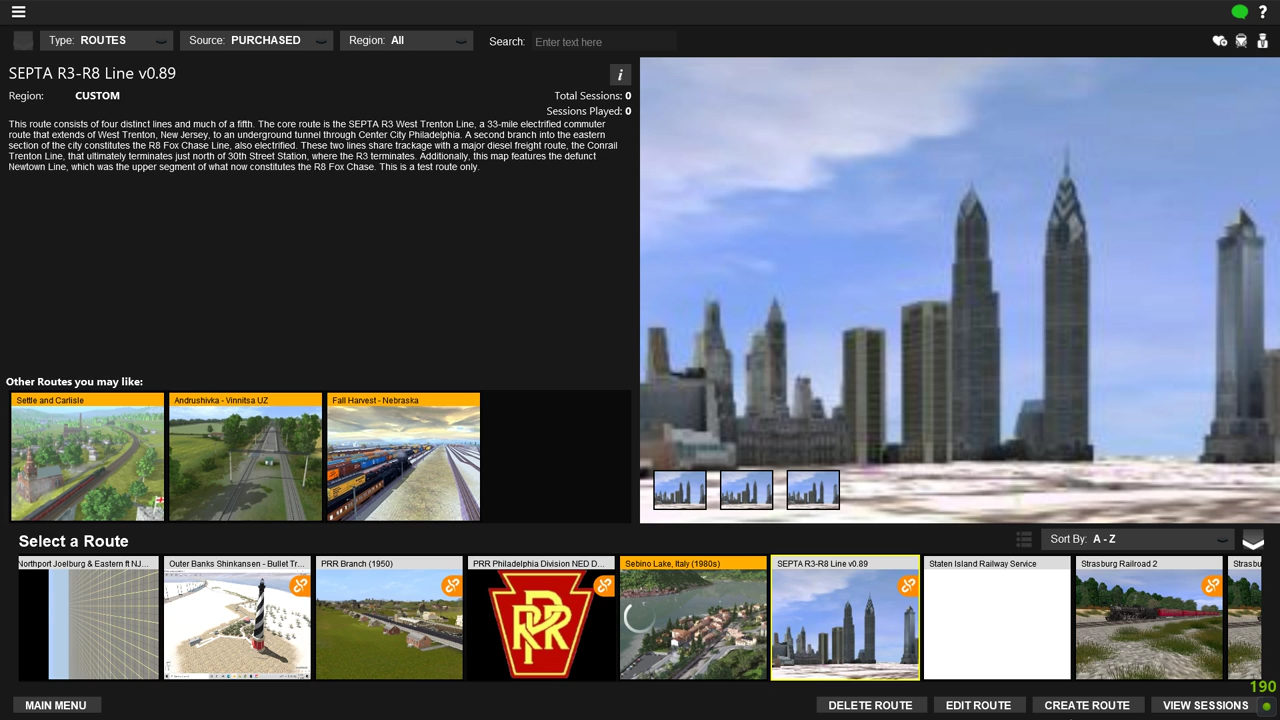 ?
Type: ROUTES
Source: PURCHASED
Region: All
Search: Enter text here
SEPTA R3-R8 Line v0.89
i
Region: CUSTOM
Total Sessions: 0
Sessions Played: 0
This route consists of four distinct lines and much of a fifth. The core route is the SEPTA R3 West Trenton Line, a 33-mile electrified commuter
route that extends of West Trenton, New Jersey, to an underground tunnel through Center City Philadelphia. A second branch into the eastern
section of the city constitutes the R8 Fox Chase Line, also electrified. These two lines share trackage with a major diesel freight route, the Conrail
Trenton Line, that ultimately terminates just north of 30th Street Station, where the R3 terminates. Additionally, this map features the defunct
Newtown Line, which was the upper segment of what now constitutes the R8 Fox Chase. This is a test route only.
Other Routes you may like:
Settle and Carlisle
Andrushivka - Vinnitsa UZ
Fall Harvest - Nebraska
Select a Route
Sort By: A - Z
Northport Joelburg & Eastern ft NJ...
Outer Banks Shinkansen - Bullet Tr...
PRR Branch (1950)
PRR Philadelphia Division NED D...
PRR
Sebino Lake, Italy (1980s)
SEPTA R3-R8 Line v0.89
Staten Island Railway Service
Strasburg Railroad 2
Strasbu
190
MAIN MENU
DELETE ROUTE
EDIT ROUTE
CREATE ROUTE
VIEW SESSIONS